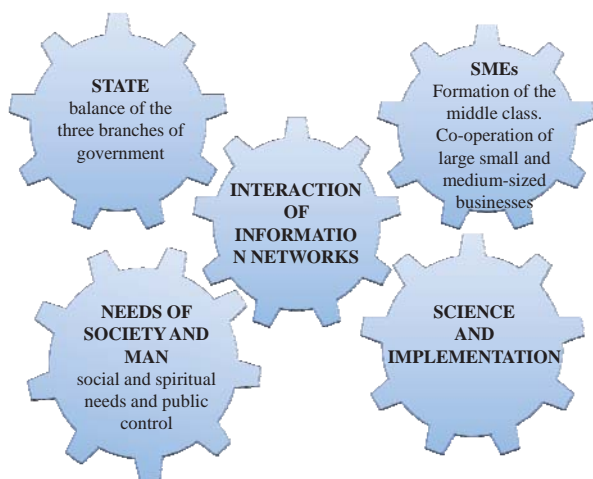 STATE
balance of the
three branches of
government
SMEs
Formation of the
middle class.
Co-operation of
large small and
medium-sized
businesses
INTERACTION
OF
INFORMATIO
N NETWORKS
NEEDS OF
SOCIETY AND
MAN
social and spiritual
needs and public
control
SCIENCE
AND
IMPLEMENTATION